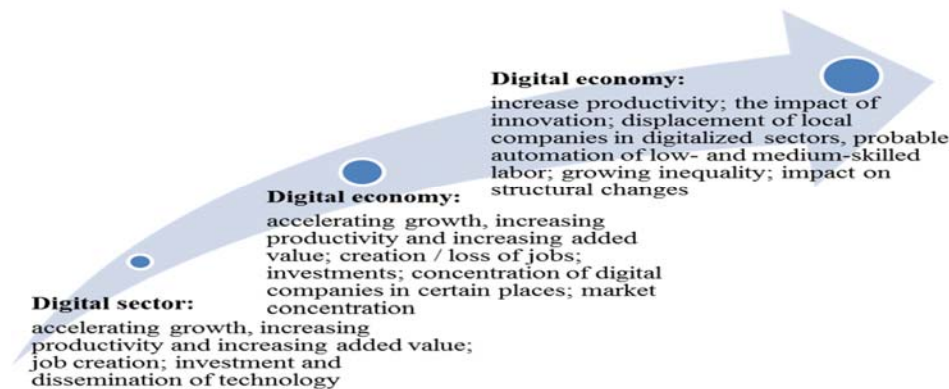 Digital economy:
increase productivity; the impact of
innovation; displacement of local
companies in digitalized sectors, probable
automation of low- and medium-skilled
labor; growing inequality; impact on
structural changes
Digital economy:
accelerating growth, increasing
productivity and increasing added
value; creation / loss of jobs;
investments; concentration of digital
companies in certain places; market
concentration
Digital sector:
accelerating growth, increasing
productivity and increasing added value;
job creation; investment and
dissemination of technology